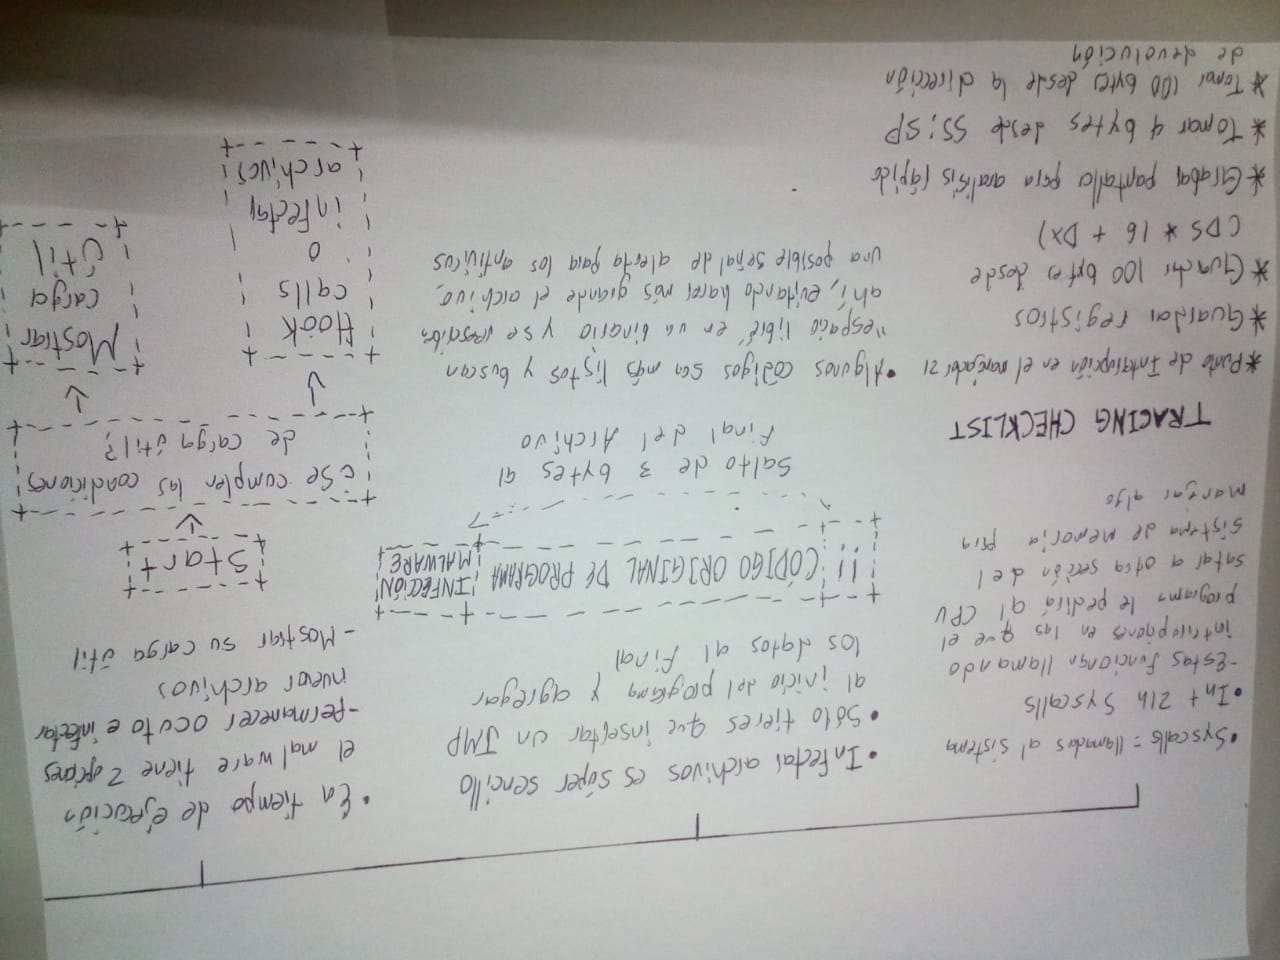 • Syscalls = llamadas al sistema
• Int 21h Syscalls
- Estas funcionan llamando
interrupciones en las que el
programa le pedirá al CPU
saltar a otra sección del
sistema de memoria para
manejar algo
TRACING CHECKLIST
* Punto de Interrupción en el 21
* Guardar registros
* Guardar 100 bytes desde
CDS * 16 + DX)
* Grabar pantalla para analisis rápido
* Tomar 4 bytes desde SS:SP
* Tomar 100 bytes desde la dirección
de devolución
• Infectar archivos es súper sencillo
• Sólo tienes que insertar un JMP
al inicio del programa y agregar
los datos al final
!! CÓDIGO ORIGINAL DE PROGRAMA
INFECCIÓN
MALWARE
Salto de 3 bytes al
Final del Archivo
• Algunos codigos son más listos y buscan
"espacio libre" en un binario y se
ahí, evitando hacer más grande el archivo,
una posible señal de alerta para los antivirus
• En tiempo de ejecución
el malware tiene 2 opciones
- permanecer oculto e infectar
nuevos archivos
- Mostrar su carga útil
Start
¿Se cumplen las condiciones
de carga útil?
Hook
calls
o
infectar
archivos
Mostrar
carga
Útil